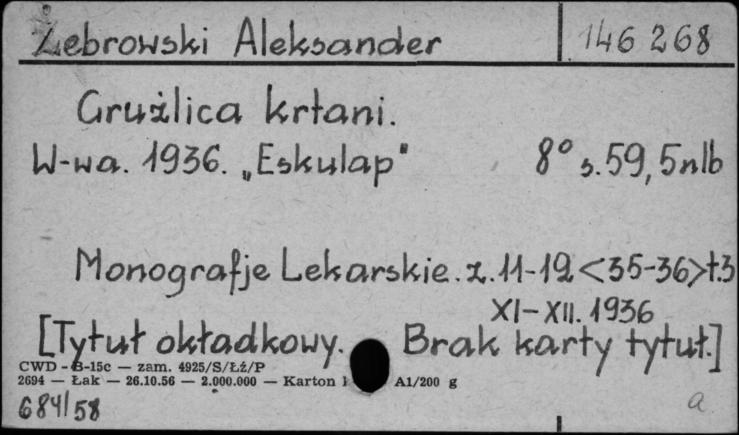 Żebrowski Aleksander 146 268
Gruźlica krtani.
W-wa. 1936. „Eskulap" 8° s. 59, 5nlb
Monografje Lekarskie. z. 11-12 <35-36> t.3
XI-XII. 1936
[Tytuł okładkowy. Brak karty tytuł.]
CWD - B-15c — zam. 4925/S/Łź/P
2694 — Łak — 26.10.56 — 2.000.000 — Karton A1/200 g
684/58
a